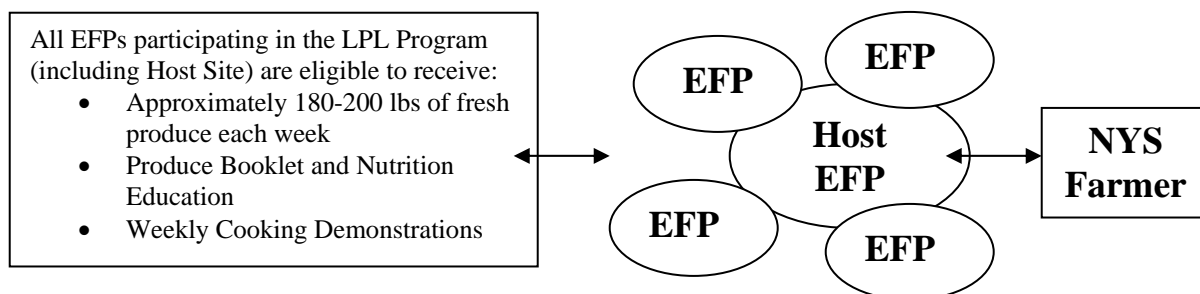 All EFPs participating in the LPL Program
(including Host Site) are eligible to receive:
• Approximately 180-200 lbs of fresh
produce each week
• Produce Booklet and Nutrition
Education
• Weekly Cooking Demonstrations
EFP
EFP
Host
EFP
EFP
EFP
NYS
Farmer